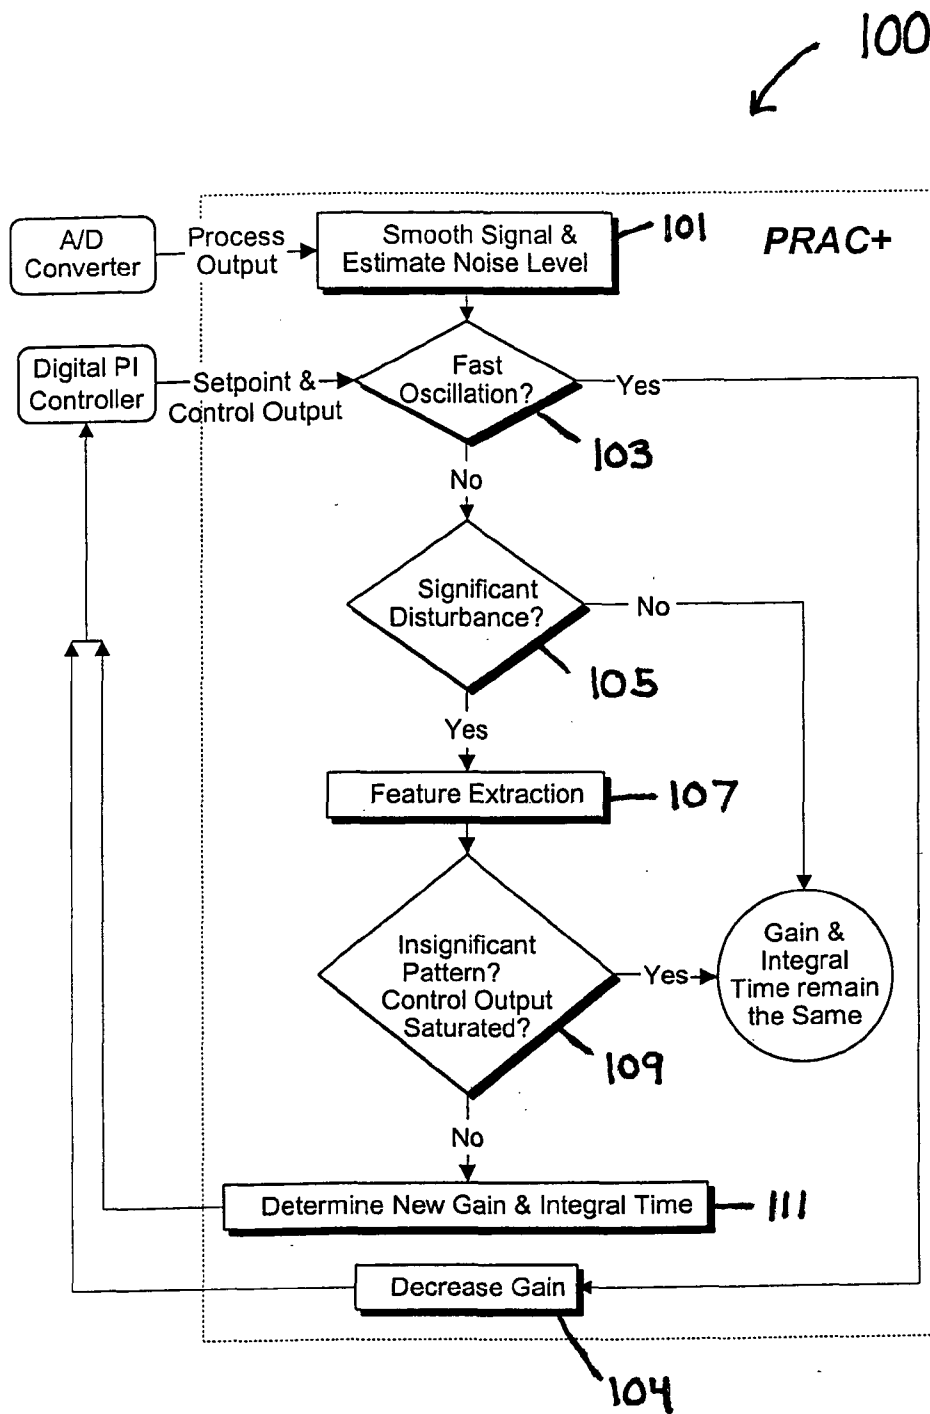 100
A/D
Converter
Process
Output
Smooth Signal &
Estimate Noise Level
101
PRAC+
Digital PI
Controller
Setpoint &
Control Output
Fast
Oscillation?
Yes
103
No
Significant
Disturbance?
No
105
Yes
Feature Extraction
107
Insignificant
Pattern?
Control Output
Saturated?
Yes
Gain &
Integral
Time remain
the Same
109
No
Determine New Gain & Integral Time
111
Decrease Gain
104